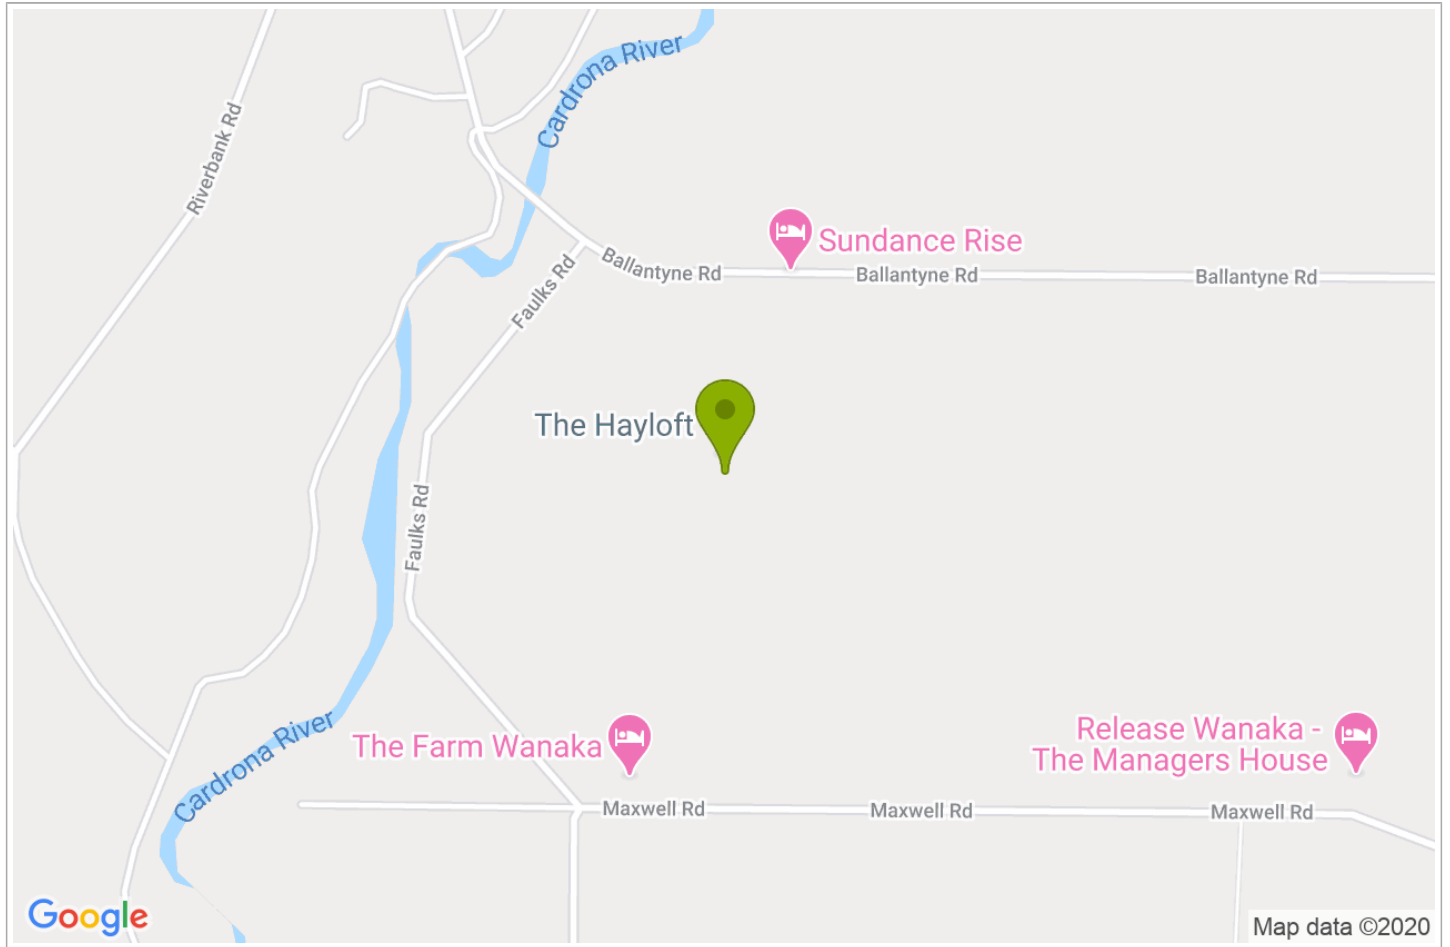 Cardrona River
Riverbank Rd
Sundance Rise
Ballantyne Rd
Ballantyne Rd
Ballantyne Rd
Faulks Rd
The Hayloft
Faulks Rd
Release Wanaka -
The Managers House
The Farm Wanaka
Cardrona River
Maxwell Rd
Maxwell Rd
Maxwell Rd
Google
Map data ©2020